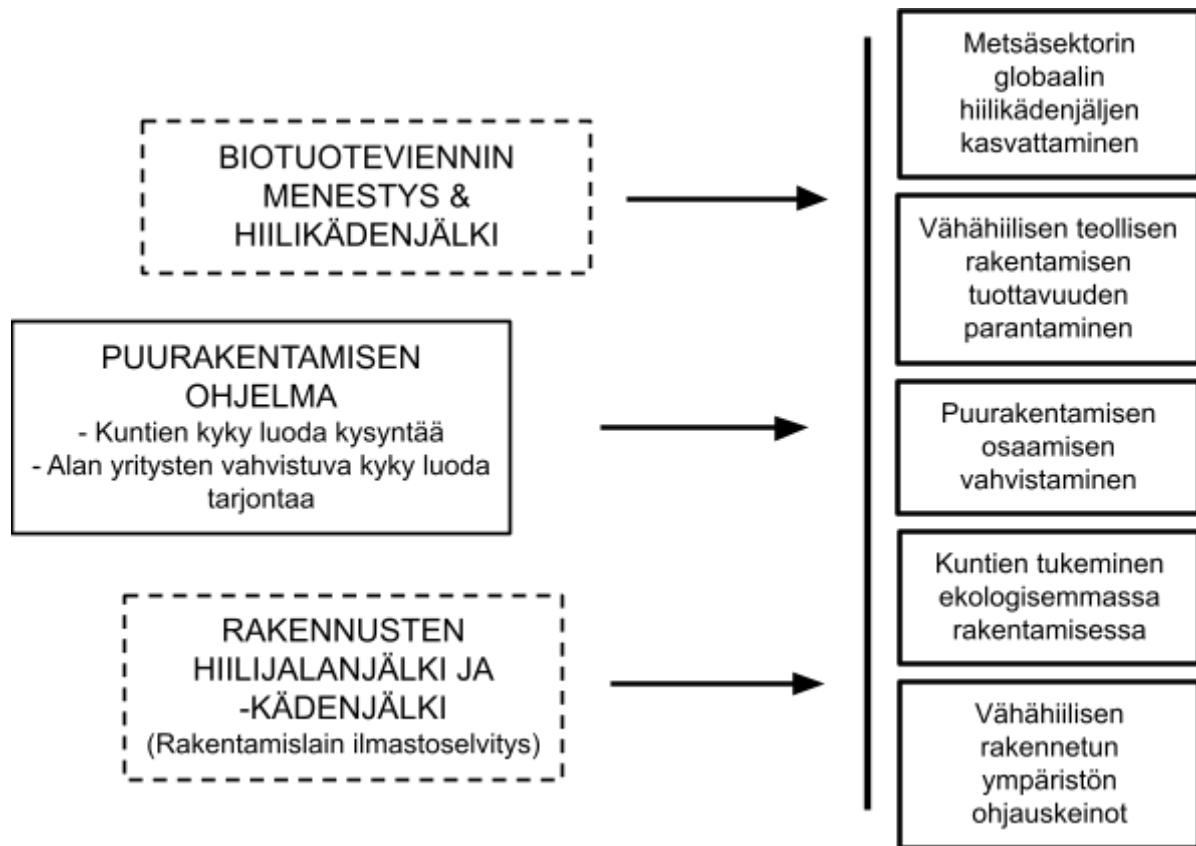 BIOTUOTEVIENNIN
MENESTYS &
HIILIKÄDENJÄLKI
PUURAKENTAMISEN
OHJELMA
- Kuntien kyky luoda kysyntää
- Alan yritysten vahvistuva kyky luoda
tarjontaa
RAKENNUSTEN
HIILIJALANJÄLKI JA
-KÄDENJÄLKI
(Rakentamislain ilmastoselvitys)
Metsäsektorin
globaalin
hiilikädenjäljen
kasvattaminen
Vähähiilisen teollisen
rakentamisen
tuottavuuden
parantaminen
Puurakentamisen
osaamisen
vahvistaminen
Kuntien tukeminen
ekologisemmassa
rakentamisessa
Vähähiilisen
rakennetun
ympäristön
ohjauskeinot